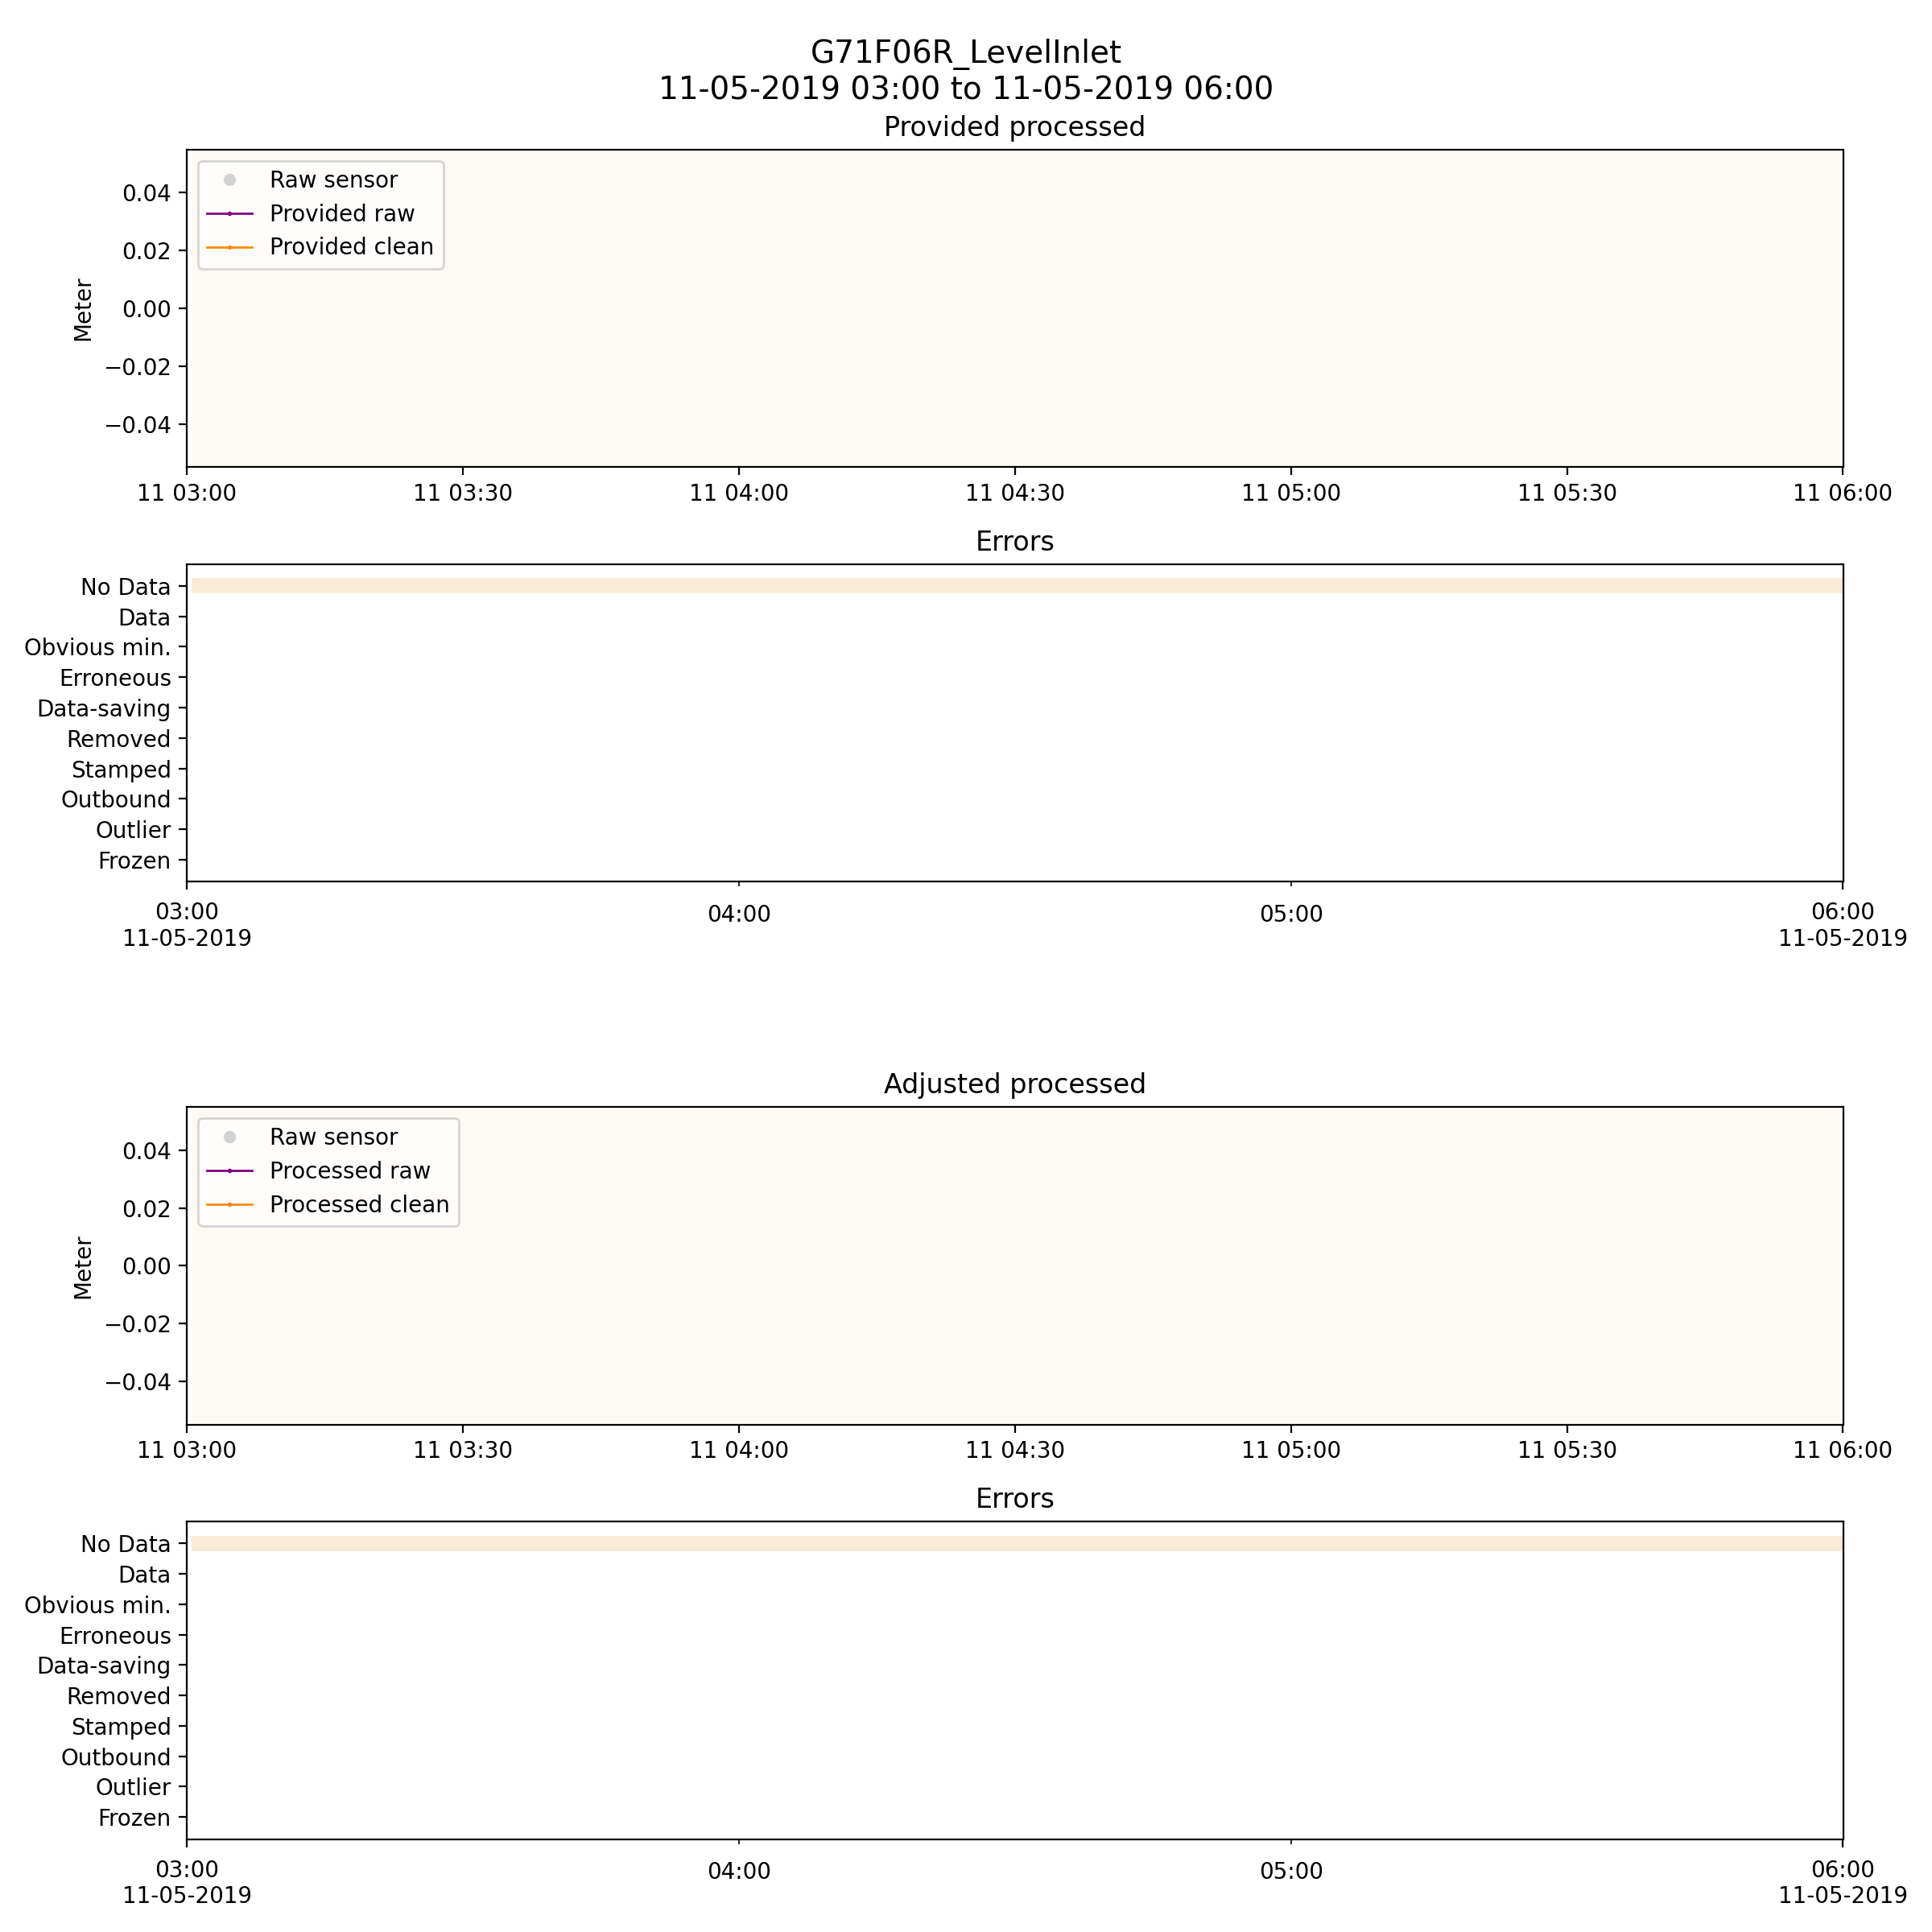 G71F06R_LevelInlet
11-05-2019 03:00 to 11-05-2019 06:00
Provided processed
Raw sensor
Provided raw
Provided clean
Meter
0.04
0.02
0.00
−0.02
−0.04
11 03:00 11 03:30 11 04:00 11 04:30 11 05:00 11 05:30 11 06:00
Errors
No Data
Data
Obvious min.
Erroneous
Data-saving
Removed
Stamped
Outbound
Outlier
Frozen
03:00 04:00 05:00 06:00
11-05-2019 11-05-2019
Adjusted processed
Raw sensor
Processed raw
Processed clean
Meter
0.04
0.02
0.00
−0.02
−0.04
11 03:00 11 03:30 11 04:00 11 04:30 11 05:00 11 05:30 11 06:00
Errors
No Data
Data
Obvious min.
Erroneous
Data-saving
Removed
Stamped
Outbound
Outlier
Frozen
03:00 04:00 05:00 06:00
11-05-2019 11-05-2019